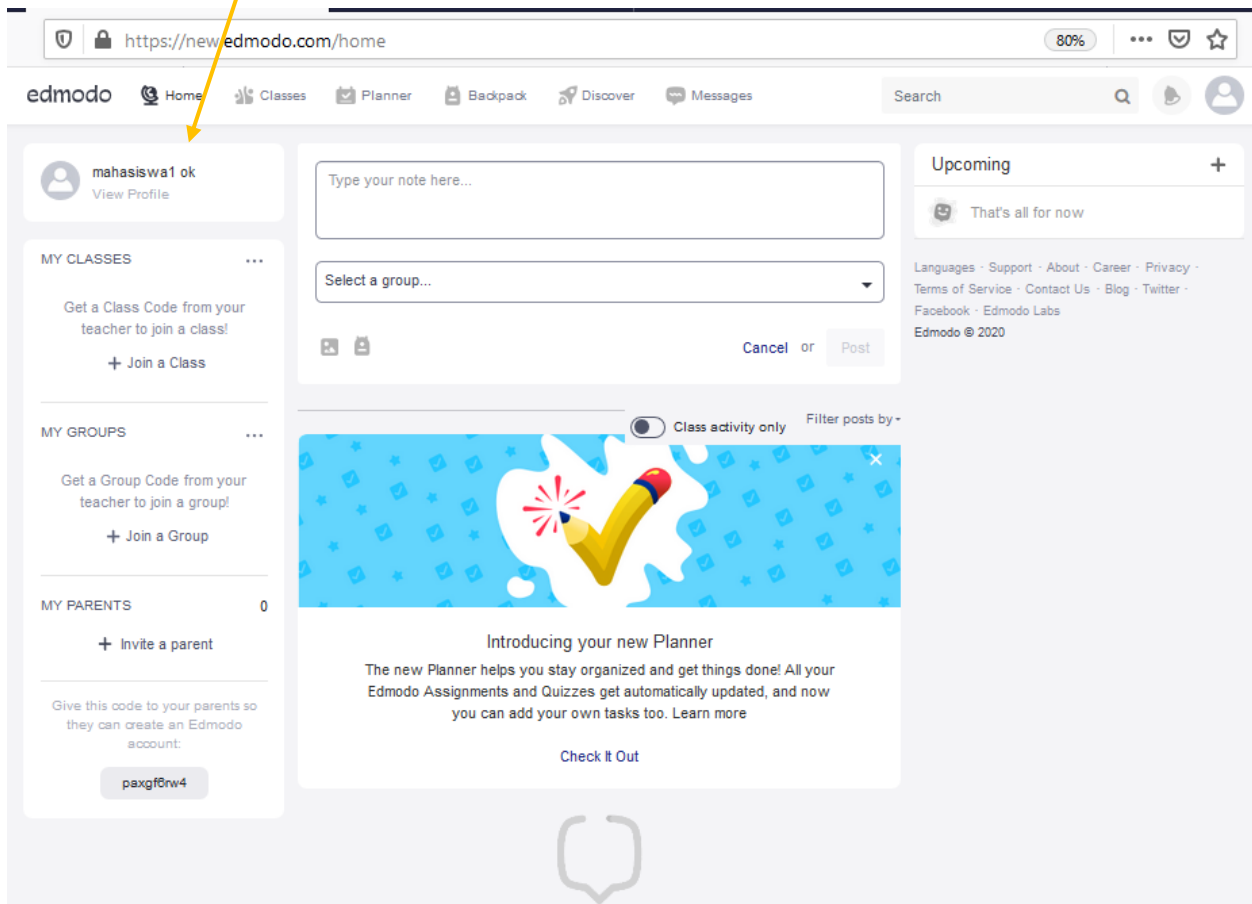 https://new.edmodo.com/home
80%
edmodo Home Classes Planner Backpack Discover Messages Search
mahasiswa1 ok
View Profile
MY CLASSES
Get a Class Code from your
teacher to join a class!
+ Join a Class
MY GROUPS
Get a Group Code from your
teacher to join a group!
+ Join a Group
MY PARENTS 0
+ Invite a parent
Give this code to your parents so
they can create an Edmodo
account:
paxgf6rw4
Type your note here...
Select a group...
Cancel or Post
Class activity only Filter posts by
Introducing your new Planner
The new Planner helps you stay organized and get things done! All your
Edmodo Assignments and Quizzes get automatically updated, and now
you can add your own tasks too. Learn more
Check It Out
Upcoming +
That's all for now
Languages · Support · About · Career · Privacy ·
Terms of Service · Contact Us · Blog · Twitter ·
Facebook · Edmodo Labs
Edmodo © 2020